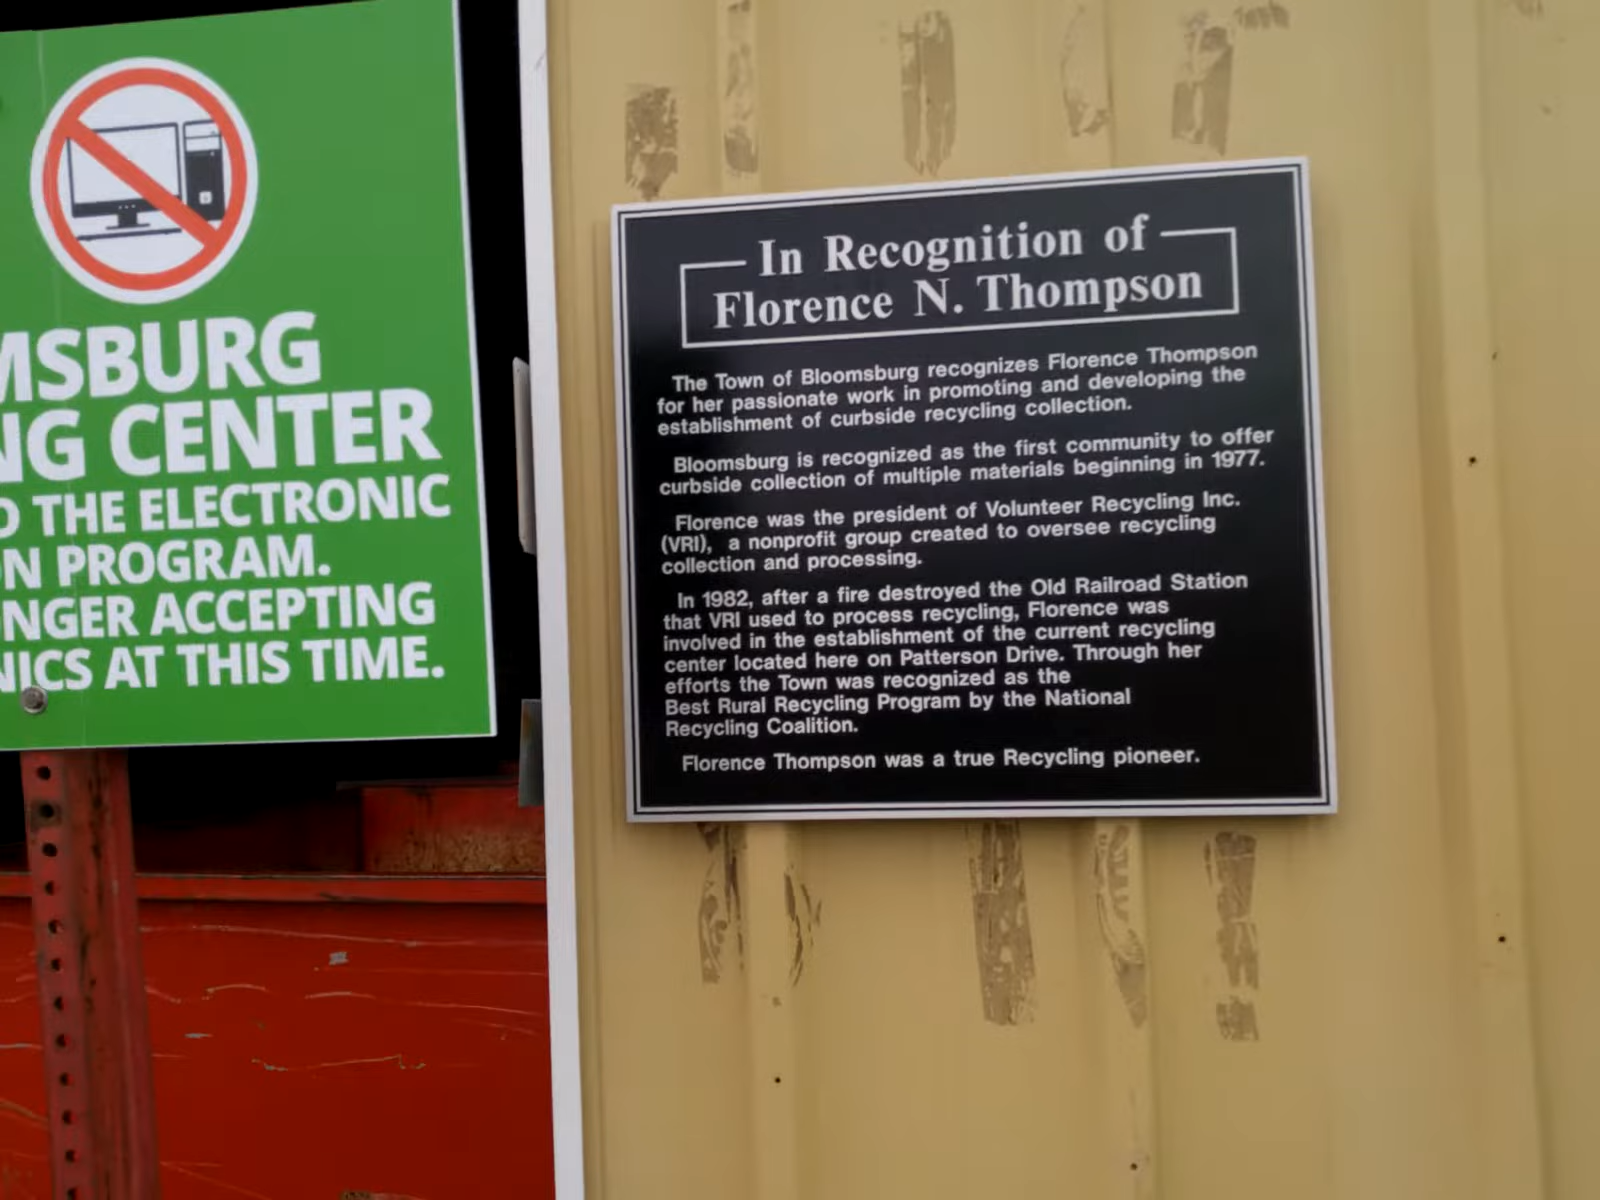 MSBURG
NG CENTER
O THE ELECTRONIC
ON PROGRAM.
NGER ACCEPTING
NICS AT THIS TIME.
In Recognition of
Florence N. Thompson
The Town of Bloomsburg recognizes Florence Thompson
for her passionate work in promoting and developing the
establishment of curbside recycling collection.
Bloomsburg is recognized as the first community to offer
curbside collection of multiple materials beginning in 1977.
Florence was the president of Volunteer Recycling Inc.
(VRI), a nonprofit group created to oversee recycling
collection and processing.
In 1982, after a fire destroyed the Old Railroad Station
that VRI used to process recycling, Florence was
involved in the establishment of the current recycling
center located here on Patterson Drive. Through her
efforts the Town was recognized as the
Best Rural Recycling Program by the National
Recycling Coalition.
Florence Thompson was a true Recycling pioneer.